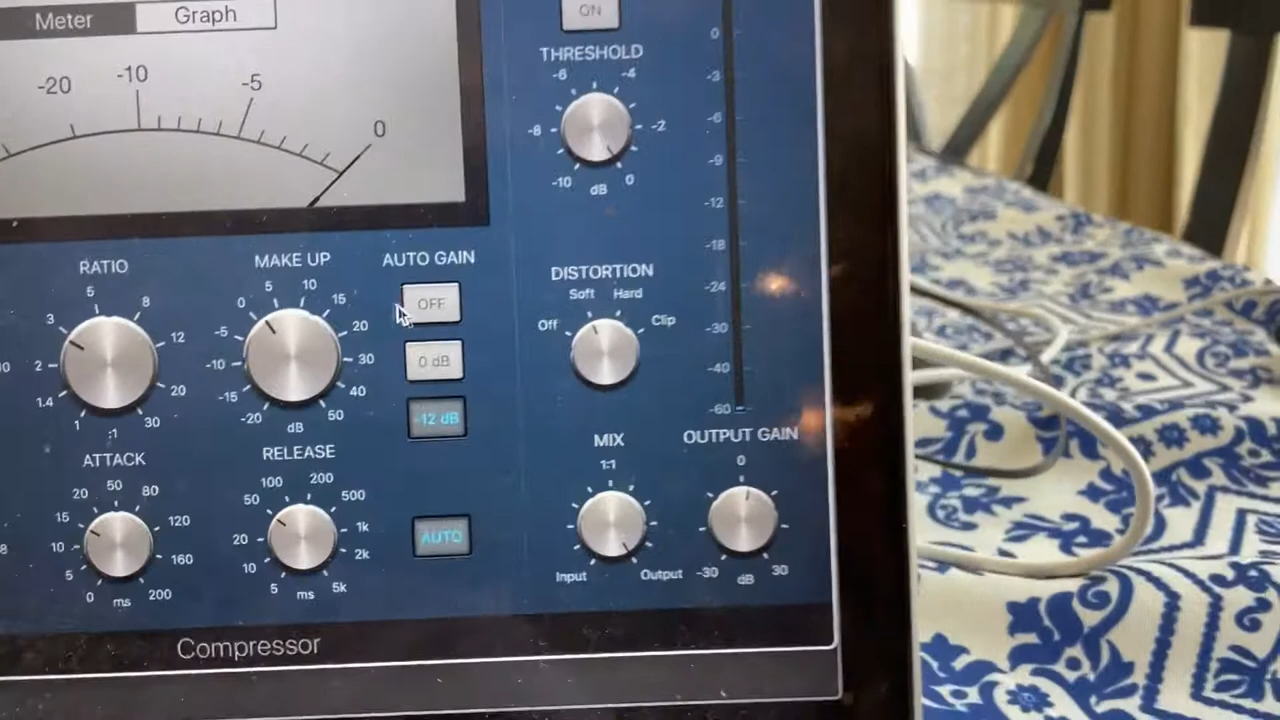 Meter Graph
ON
-20 -10 -5 0
THRESHOLD
-6 -4
-8 -2
-10 dB 0
0
-3
-6
-9
-12
-18
-24
-30
-40
-60
RATIO
5 8
3 12
2
1.4 20
1 :1 30
MAKE UP
0 5 10 15
-5 20
-10 30
-15 40
-20 dB 50
AUTO GAIN
OFF
0 dB
-12 dB
DISTORTION
Soft Hard
Off Clip
ATTACK
20 50 80
15 120
10 160
5
0 ms 200
RELEASE
100 200
50 500
20 1k
10 2k
5 ms 5k
AUTO
MIX
1:1
Input Output
OUTPUT GAIN
0
-30 dB 30
Compressor